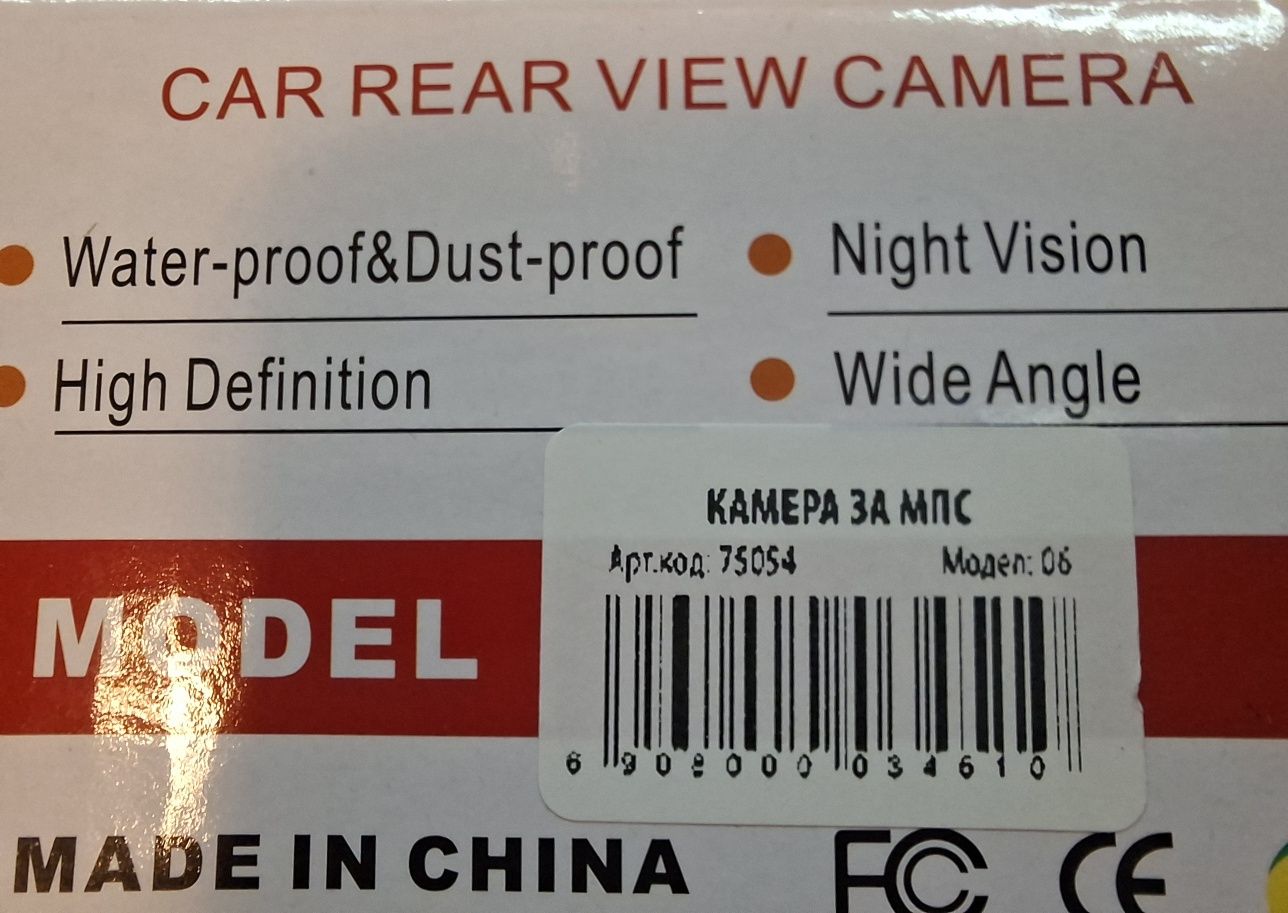 CAR REAR VIEW CAMERA
Water-proof&Dust-proof
Night Vision
High Definition
Wide Angle
КАМЕРА ЗА МПС
Арт.код: 75054 Модел: 06
MODEL
6 908000 034610
MADE IN CHINA
FC CE